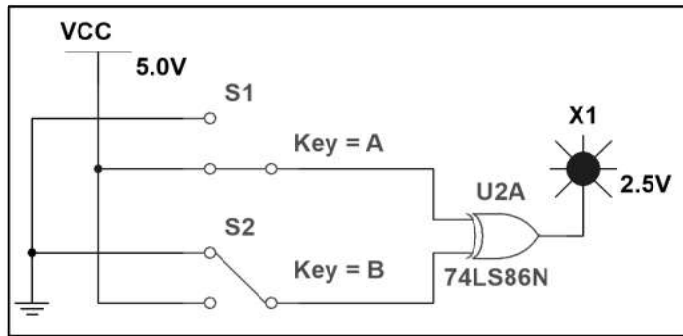 VCC
5.0V
S1
X1
Key = A
U2A
2.5V
S2
Key = B
74LS86N